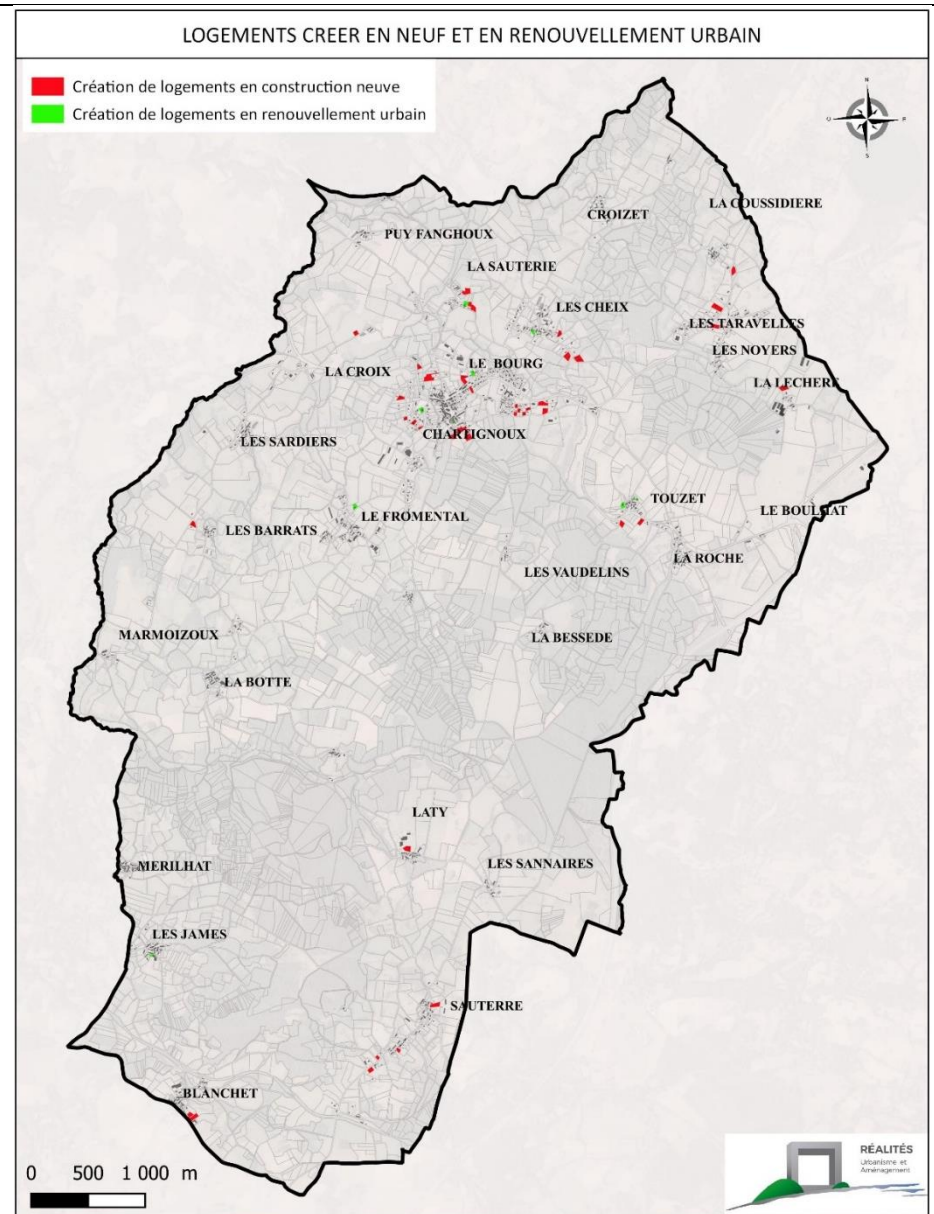 LOGEMENTS CREER EN NEUF ET EN RENOUVELLEMENT URBAIN
Création de logements en construction neuve
Création de logements en renouvellement urbain
N
O
E
S
LA COUSSIDIERE
CROIZET
PUY FANGHOUX
LA SAUTERIE
LES CHEIX
LES TARAVELLES
LES NOYERS
LE BOURG
LA CROIX
LA LECHERE
CHARTIGNOUX
LES SARDIERS
TOUZET
LE BOULHAT
LE FROMENTAL
LES BARRATS
LA ROCHE
LES VAUDELINS
MARMOIZOUX
LA BESSEDE
LA BOTTE
LATY
LES SANNAIRES
MERILHAT
LES JAMES
SAUTERRE
BLANCHET
0 500 1 000 m
RÉALITÉS
Urbanisme et
Aménagement